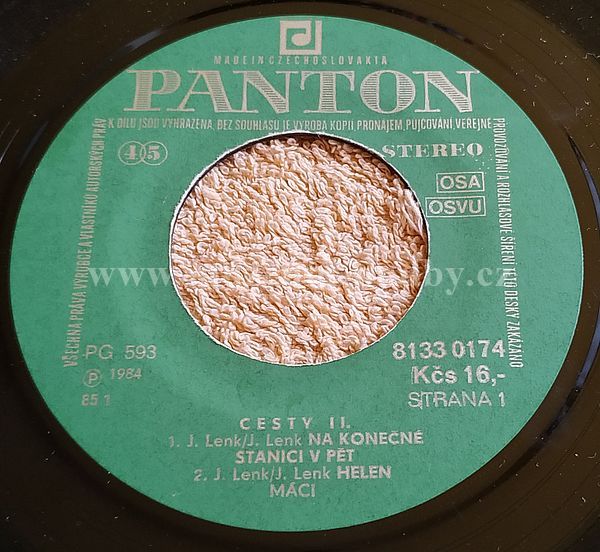 MADE IN CZECHOSLOVAKIA
PANTON
VŠECHNA PRÁVA VÝROBCE A VLASTNÍKŮ AUTORSKÝCH PRÁV K DÍLU JSOU VYHRAZENA, BEZ SOUHLASU JE VÝROBA KOPIÍ, PRONÁJEM, PŮJČOVÁNÍ, VEŘEJNÉ PROVOZOVÁNÍ A ROZHLASOVÉ ŠÍŘENÍ TÉTO DESKY ZAKÁZÁNO
45
STEREO
OSA
OSVU
PG 593
Ⓟ 1984
85 1
8133 0174
Kčs 16,-
STRANA 1
CESTY II.
1. J. Lenk/J. Lenk NA KONEČNÉ
STANICI V PĚT
2. J. Lenk/J. Lenk HELEN
MÁCI